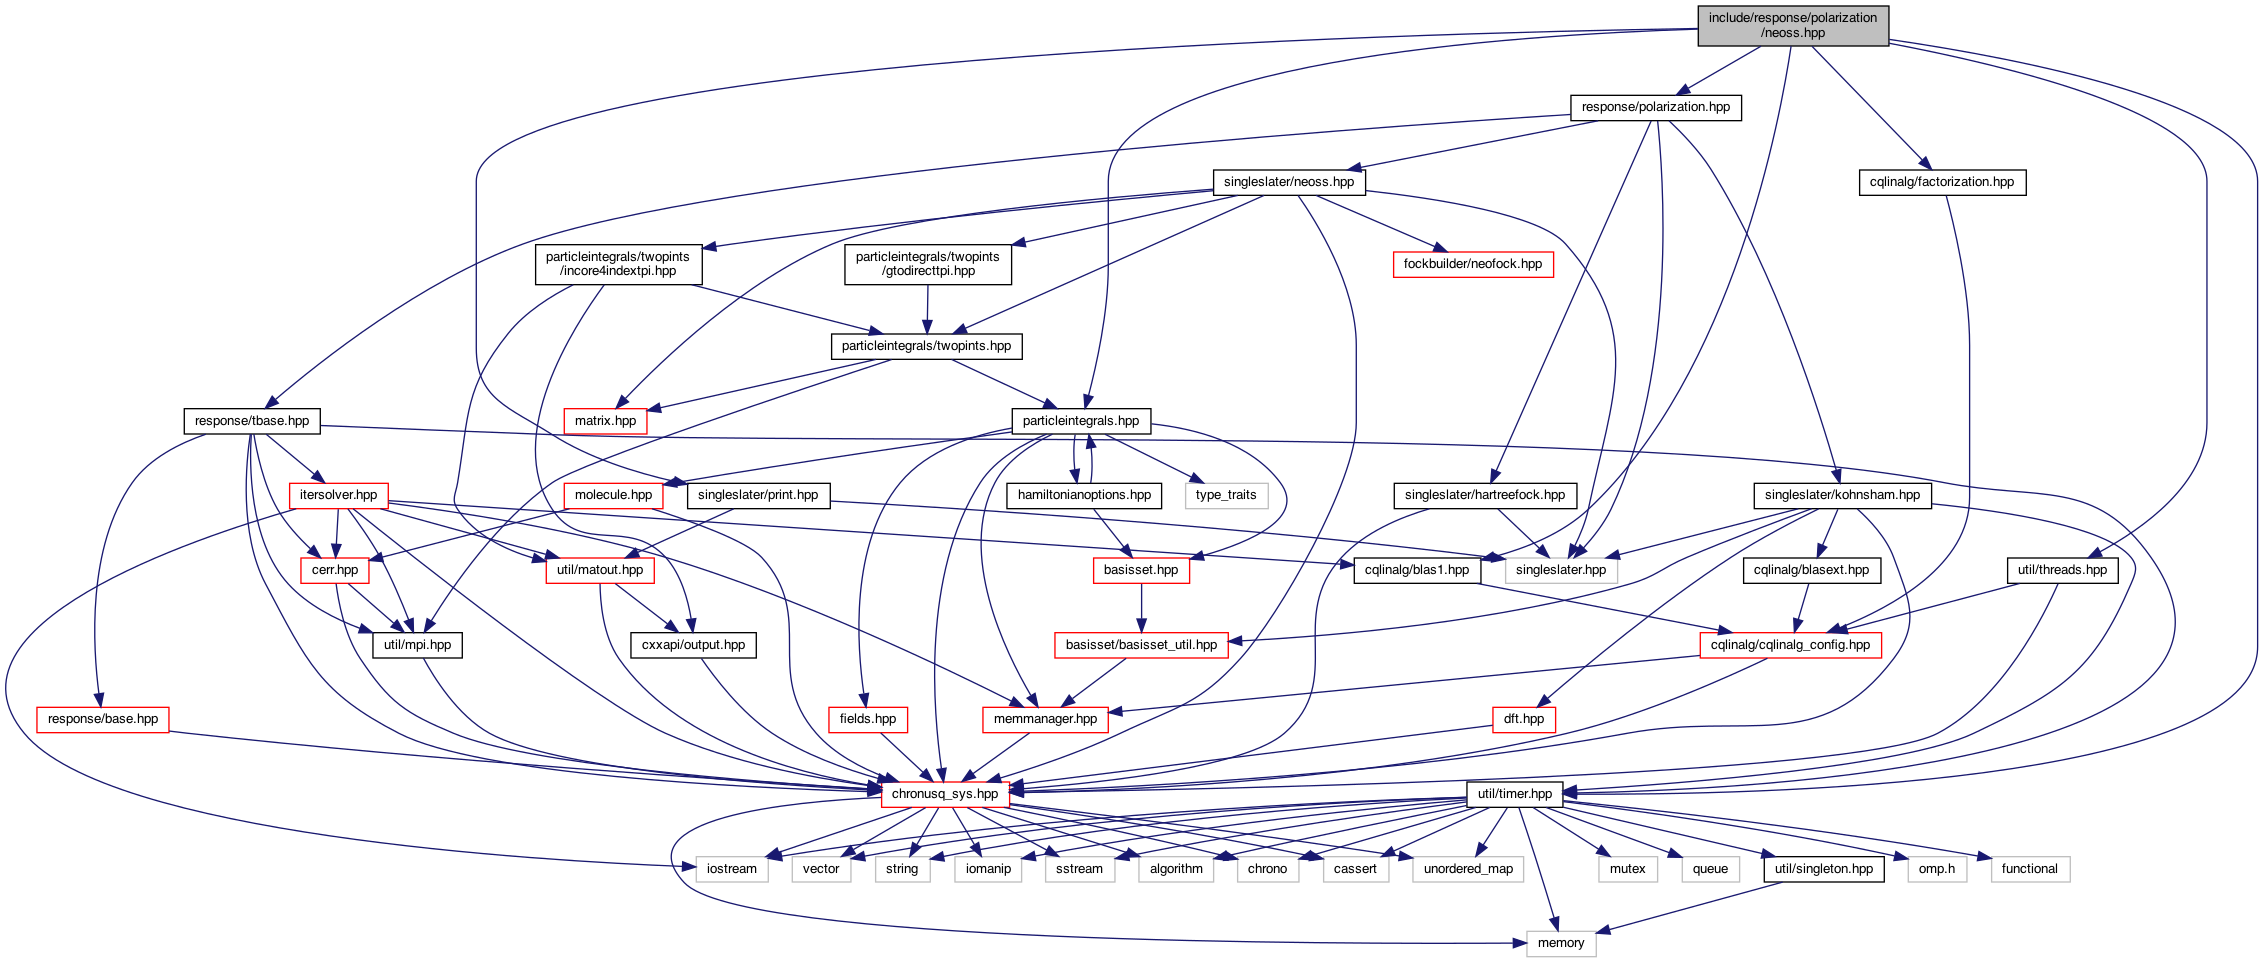 include/response/polarization
/neoss.hpp
response/polarization.hpp
singleslater/neoss.hpp
cqlinalg/factorization.hpp
particleintegrals/twopints
/incore4indextpi.hpp
particleintegrals/twopints
/gtodirecttpi.hpp
fockbuilder/neofock.hpp
particleintegrals/twopints.hpp
response/tbase.hpp
matrix.hpp
particleintegrals.hpp
itersolver.hpp
molecule.hpp
singleslater/print.hpp
hamiltonianoptions.hpp
type_traits
singleslater/hartreefock.hpp
singleslater/kohnsham.hpp
cerr.hpp
util/matout.hpp
basisset.hpp
cqlinalg/blas1.hpp
singleslater.hpp
cqlinalg/blasext.hpp
util/threads.hpp
util/mpi.hpp
cxxapi/output.hpp
basisset/basisset_util.hpp
cqlinalg/cqlinalg_config.hpp
response/base.hpp
fields.hpp
memmanager.hpp
dft.hpp
chronusq_sys.hpp
util/timer.hpp
iostream
vector
string
iomanip
sstream
algorithm
chrono
cassert
unordered_map
mutex
queue
util/singleton.hpp
omp.h
functional
memory